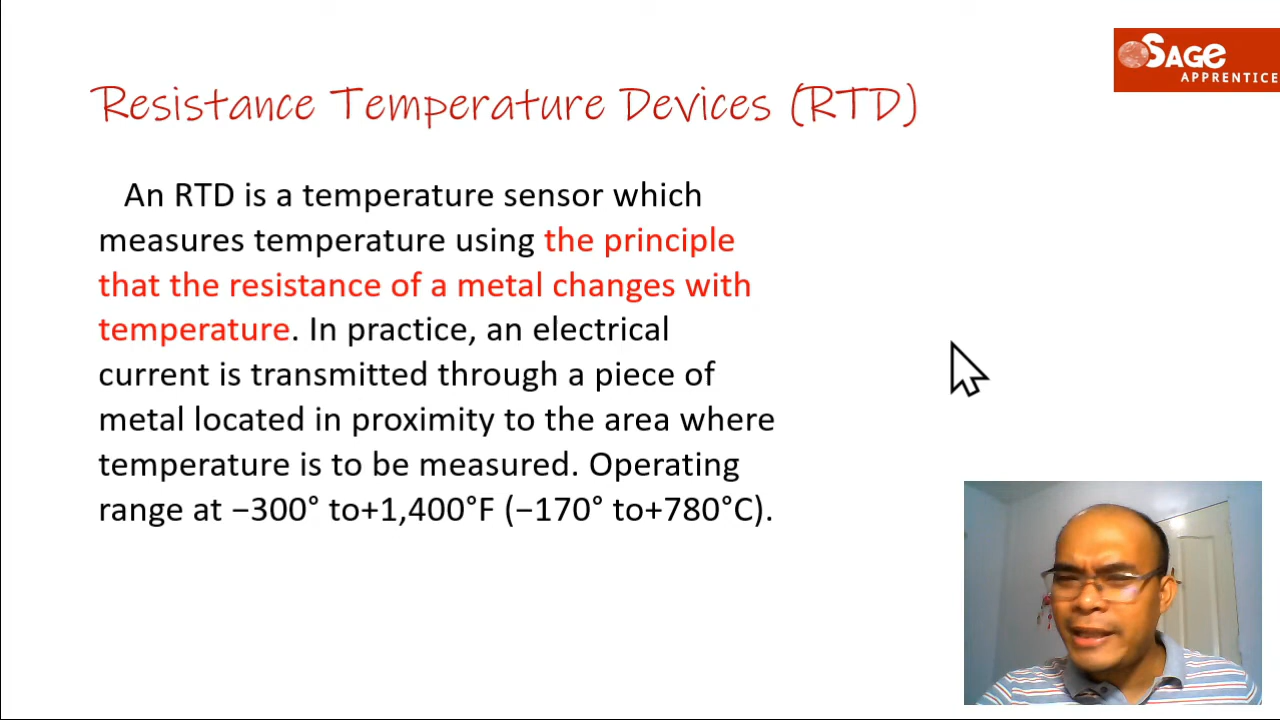 SAGE
APPRENTICE
Resistance Temperature Devices (RTD)
An RTD is a temperature sensor which
measures temperature using the principle
that the resistance of a metal changes with
temperature. In practice, an electrical
current is transmitted through a piece of
metal located in proximity to the area where
temperature is to be measured. Operating
range at −300° to+1,400°F (−170° to+780°C).